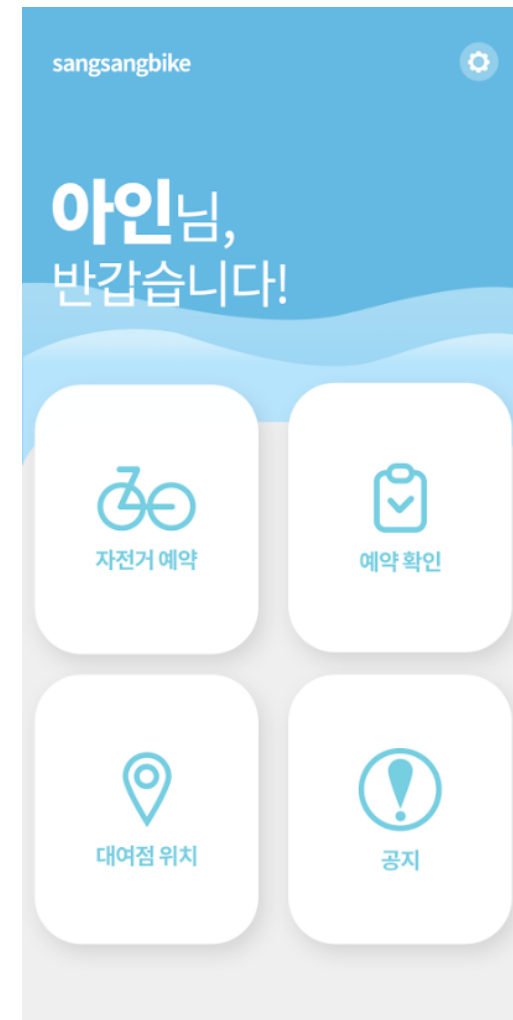 sangsangbike
아인님,
반갑습니다!
자전거 예약
예약 확인
대여점 위치
공지